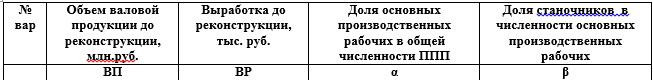 № вар
Объем валовой продукции до реконструкции, млн.руб.
Выработка до реконструкции, тыс. руб.
Доля основных производственных рабочих в общей численности ППП
Доля станочников в численности основных производственных рабочих
ВП
ВР
α
β